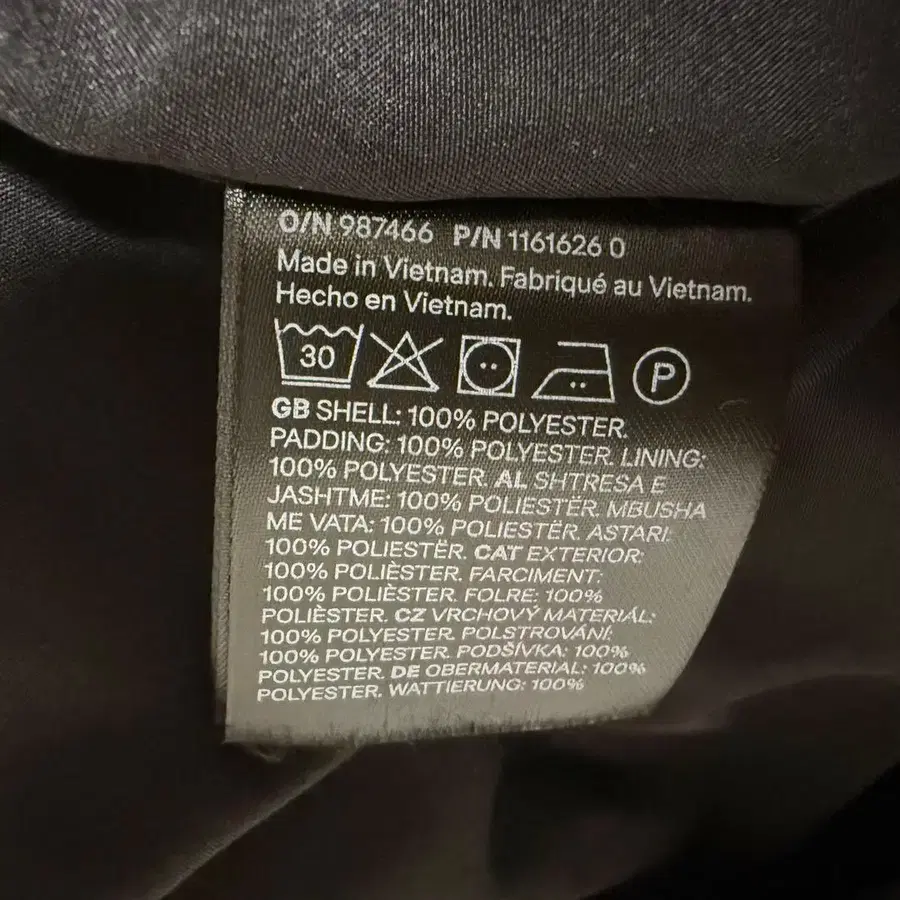 O/N 987466 P/N 1161626 0
Made in Vietnam. Fabriqué au Vietnam.
Hecho en Vietnam.
30 P
GB SHELL: 100% POLYESTER.
PADDING: 100% POLYESTER. LINING:
100% POLYESTER. AL SHTRESA E
JASHTME: 100% POLIESTËR. MBUSHA
ME VATA: 100% POLIESTËR. ASTARI:
100% POLIESTËR. CAT EXTERIOR:
100% POLIÈSTER. FARCIMENT:
100% POLIÈSTER. FOLRE: 100%
POLIÈSTER. CZ VRCHOVÝ MATERIÁL:
100% POLYESTER. POLSTROVÁNÍ:
100% POLYESTER. PODŠÍVKA: 100%
POLYESTER. DE OBERMATERIAL: 100%
POLYESTER. WATTIERUNG: 100%